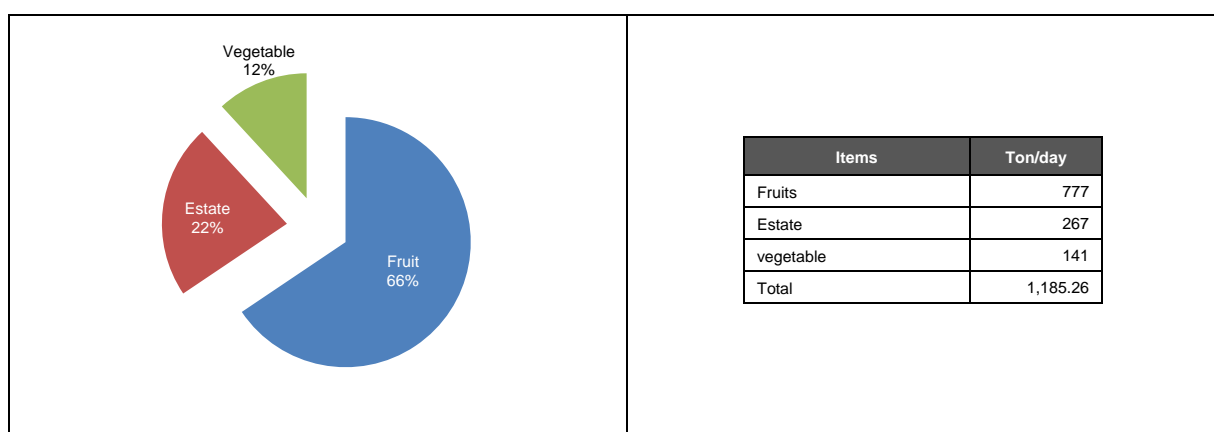 Vegetable
12%
Estate
22%
Fruit
66%
Items Ton/day
Fruits 777
Estate 267
vegetable 141
Total 1,185.26